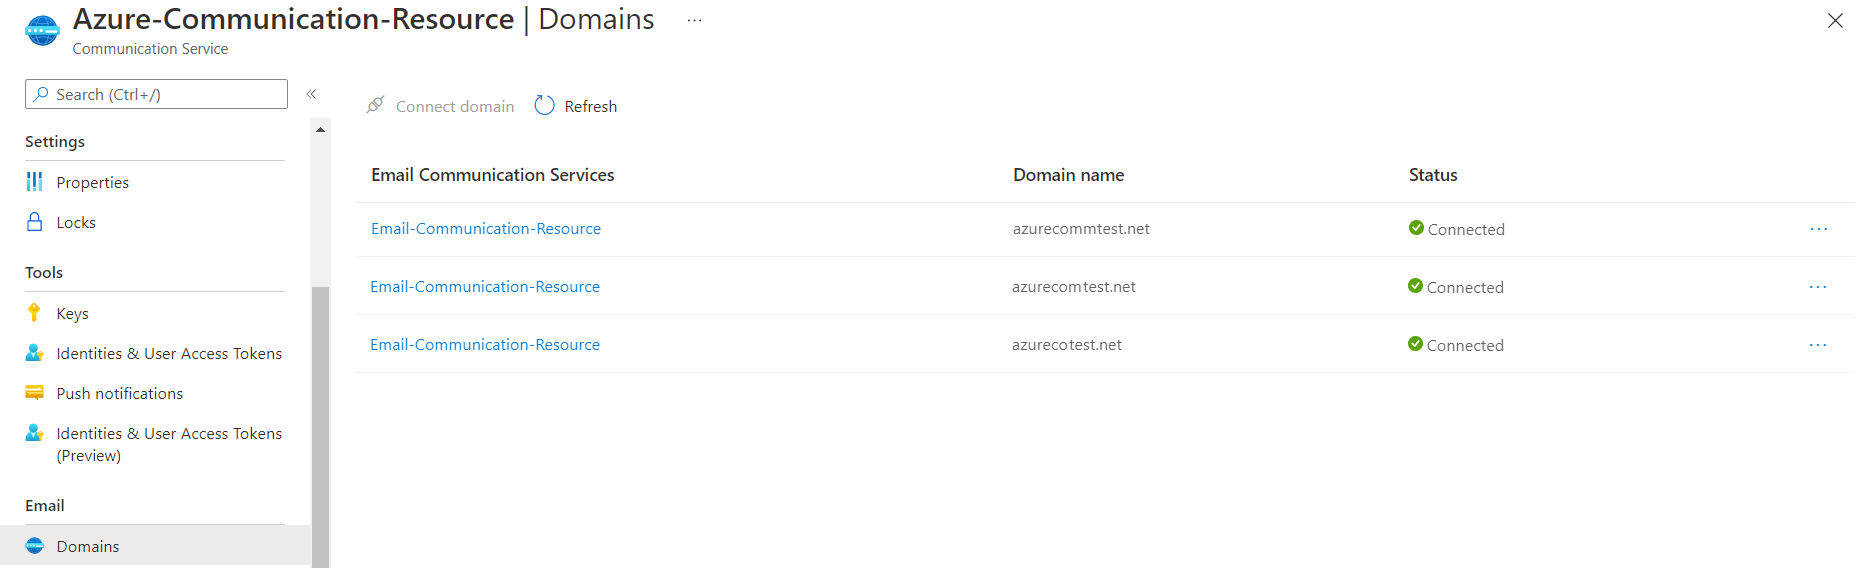 Azure-Communication-Resource | Domains ...
Communication Service
Search (Ctrl+/)
«
Connect domain
Refresh
Settings
Properties
Locks
Tools
Keys
Identities & User Access Tokens
Push notifications
Identities & User Access Tokens
(Preview)
Email
Domains
Email Communication Services Domain name Status
Email-Communication-Resource azurecommtest.net Connected ...
Email-Communication-Resource azurecomtest.net Connected ...
Email-Communication-Resource azurecotest.net Connected ...